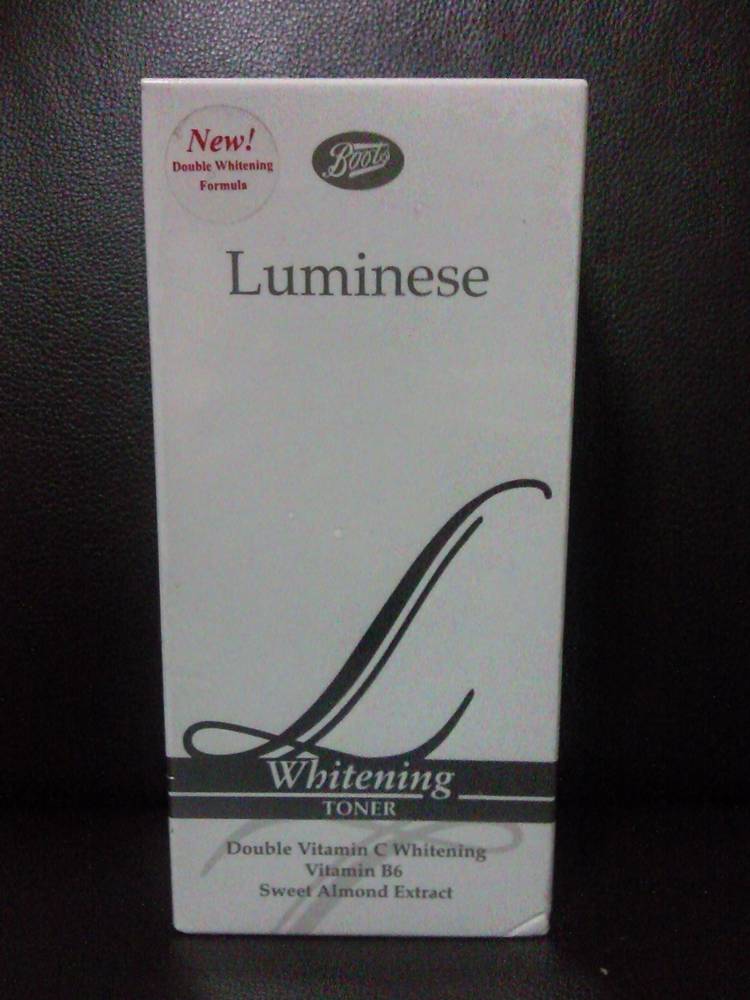 New!
Double Whitening
Formula
Boots
Luminese
L
Whitening
TONER
Double Vitamin C Whitening
Vitamin B6
Sweet Almond Extract